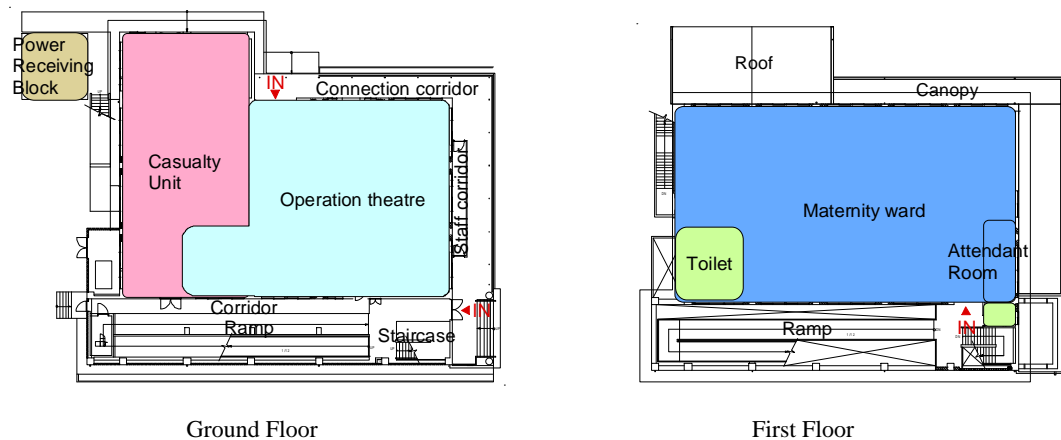 Power
Receiving
Block
IN
Connection corridor
Casualty
Unit
Operation theatre
Staff corridor
Corridor
IN
Ramp
Staircase
Ground Floor
Roof
Canopy
Maternity ward
Toilet
Attendant
Room
Ramp
IN
First Floor